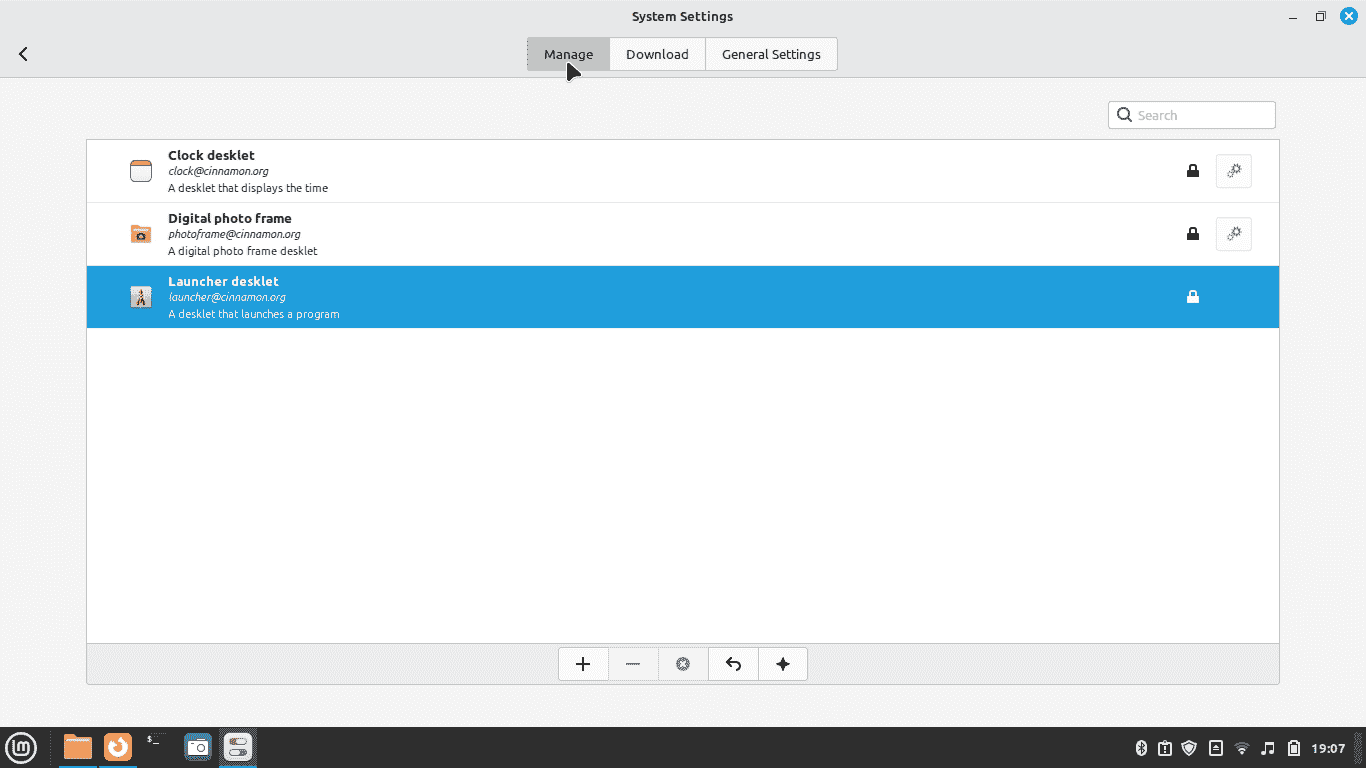 System Settings
Manage
Download
General Settings
Search
Clock desklet
clock@cinnamon.org
A desklet that displays the time
Digital photo frame
photoframe@cinnamon.org
A digital photo frame desklet
Launcher desklet
launcher@cinnamon.org
A desklet that launches a program
$_
lm
19:07